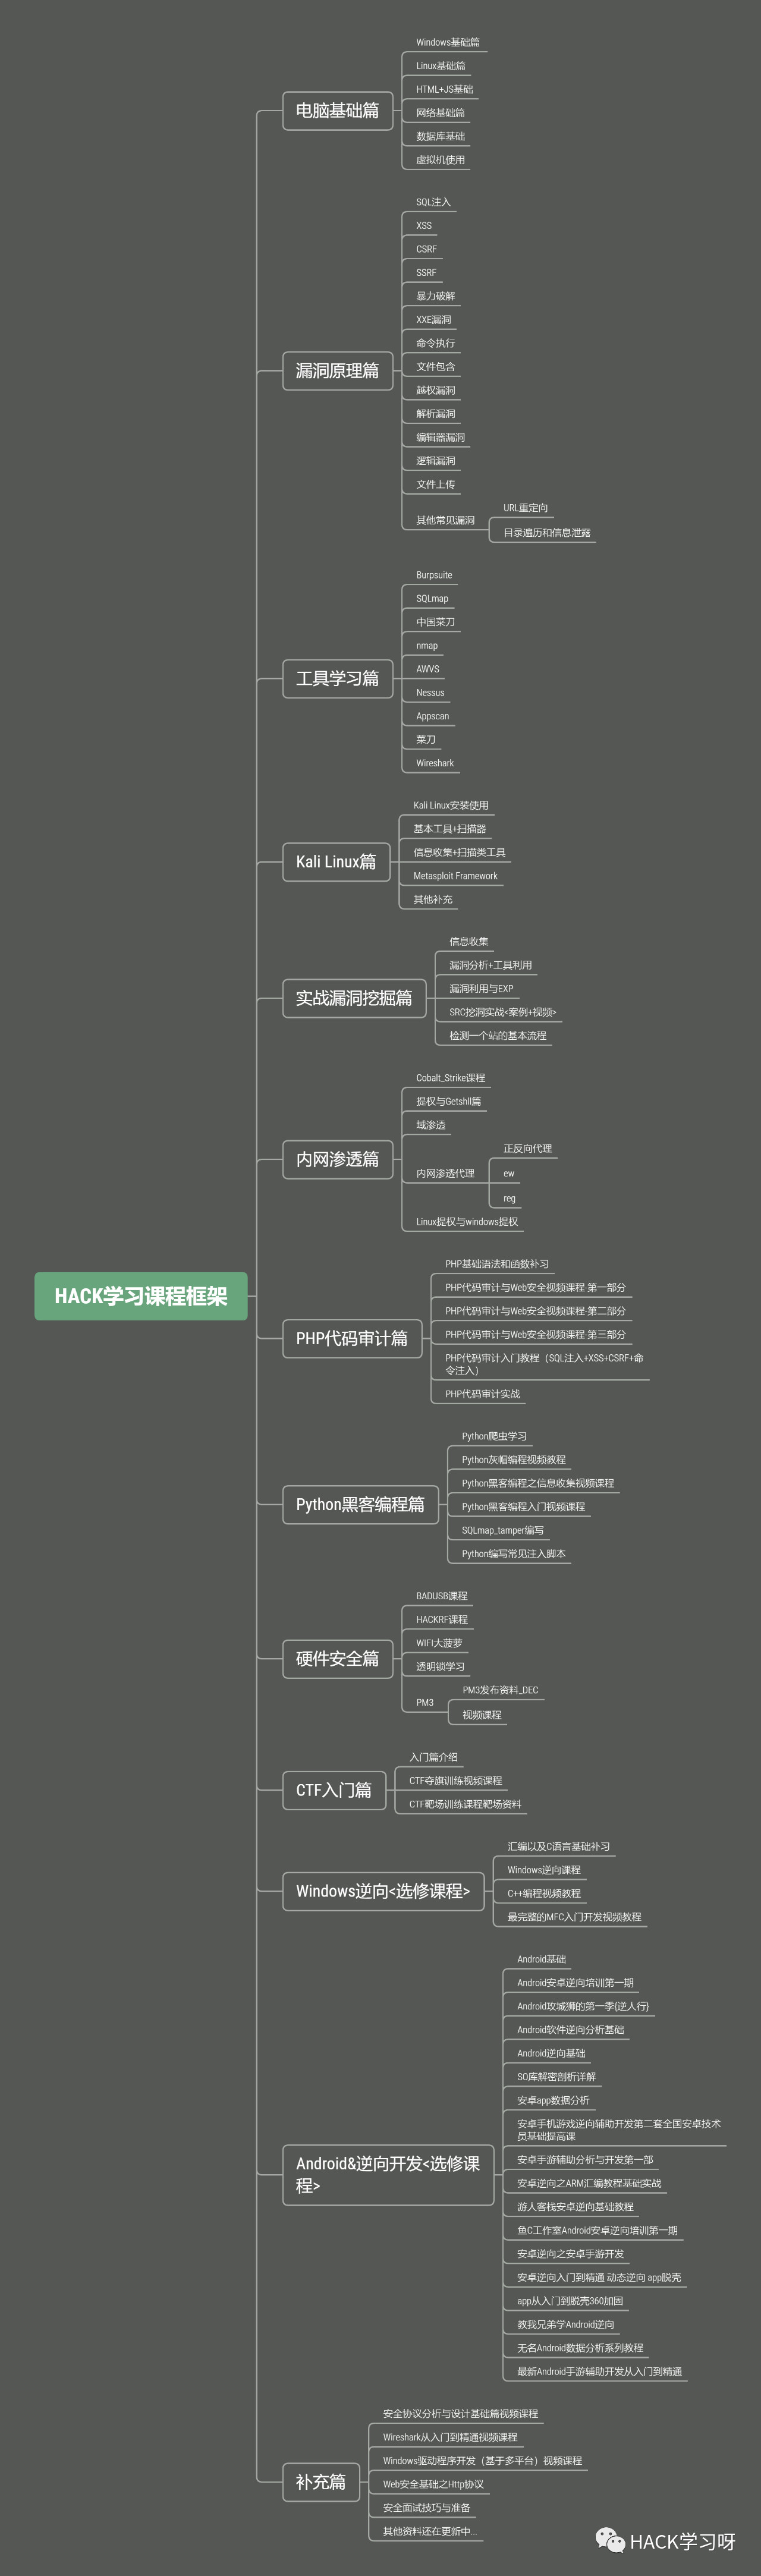 HACK学习课程框架
电脑基础篇
Windows基础篇
Linux基础篇
HTML+JS基础
网络基础篇
数据库基础
虚拟机使用
漏洞原理篇
SQL注入
XSS
CSRF
SSRF
暴力破解
XXE漏洞
命令执行
文件包含
越权漏洞
解析漏洞
编辑器漏洞
逻辑漏洞
文件上传
其他常见漏洞
URL重定向
目录遍历和信息泄露
工具学习篇
Burpsuite
SQLmap
中国菜刀
nmap
AWVS
Nessus
Appscan
菜刀
Wireshark
Kali Linux篇
Kali Linux安装使用
基本工具+扫描器
信息收集+扫描类工具
Metasploit Framework
其他补充
实战漏洞挖掘篇
信息收集
漏洞分析+工具利用
漏洞利用与EXP
SRC挖洞实战<案例+视频>
检测一个站的基本流程
内网渗透篇
Cobalt_Strike课程
提权与Getshll篇
域渗透
内网渗透代理
正反向代理
ew
reg
Linux提权与windows提权
PHP代码审计篇
PHP基础语法和函数补习
PHP代码审计与Web安全视频课程-第一部分
PHP代码审计与Web安全视频课程-第二部分
PHP代码审计与Web安全视频课程-第三部分
PHP代码审计入门教程（SQL注入+XSS+CSRF+命
令注入）
PHP代码审计实战
Python黑客编程篇
Python爬虫学习
Python灰帽编程视频教程
Python黑客编程之信息收集视频课程
Python黑客编程入门视频课程
SQLmap_tamper编写
Python编写常见注入脚本
硬件安全篇
BADUSB课程
HACKRF课程
WIFI大菠萝
透明锁学习
PM3
PM3发布资料_DEC
视频课程
CTF入门篇
入门篇介绍
CTF夺旗训练视频课程
CTF靶场训练课程靶场资料
Windows逆向<选修课程>
汇编以及C语言基础补习
Windows逆向课程
C++编程视频教程
最完整的MFC入门开发视频教程
Android&逆向开发<选修课
程>
Android基础
Android安卓逆向培训第一期
Android攻城狮的第一季{逆人行}
Android软件逆向分析基础
Android逆向基础
SO库解密剖析详解
安卓app数据分析
安卓手机游戏逆向辅助开发第二套全国安卓技术
员基础提高课
安卓手游辅助分析与开发第一部
安卓逆向之ARM汇编教程基础实战
游人客栈安卓逆向基础教程
鱼C工作室Android安卓逆向培训第一期
安卓逆向之安卓手游开发
安卓逆向入门到精通 动态逆向 app脱壳
app从入门到脱壳360加固
教我兄弟学Android逆向
无名Android数据分析系列教程
最新Android手游辅助开发从入门到精通
补充篇
安全协议分析与设计基础篇视频课程
Wireshark从入门到精通视频课程
Windows驱动程序开发（基于多平台）视频课程
Web安全基础之Http协议
安全面试技巧与准备
其他资料还在更新中...
HACK学习呀